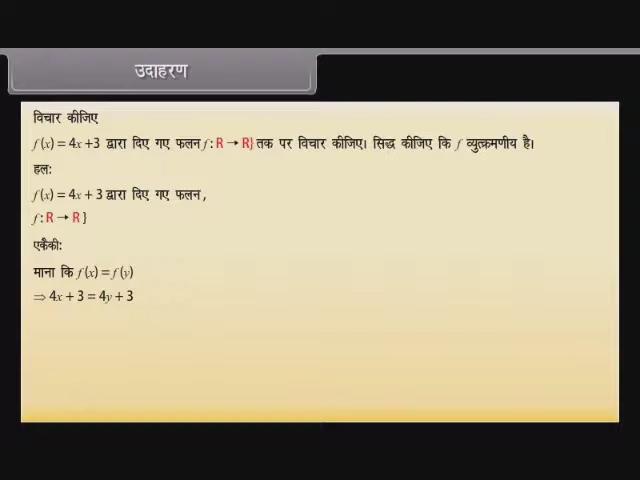 उदाहरण
विचार कीजिए
f (x) = 4x +3 द्वारा दिए गए फलन f : R → R} तक पर विचार कीजिए। सिद्ध कीजिए कि f व्युत्क्रमणीय है।
हल:
f (x) = 4x + 3 द्वारा दिए गए फलन ,
f : R → R }
एकैकी:
माना कि f (x) = f (y)
⇒ 4x + 3 = 4y + 3